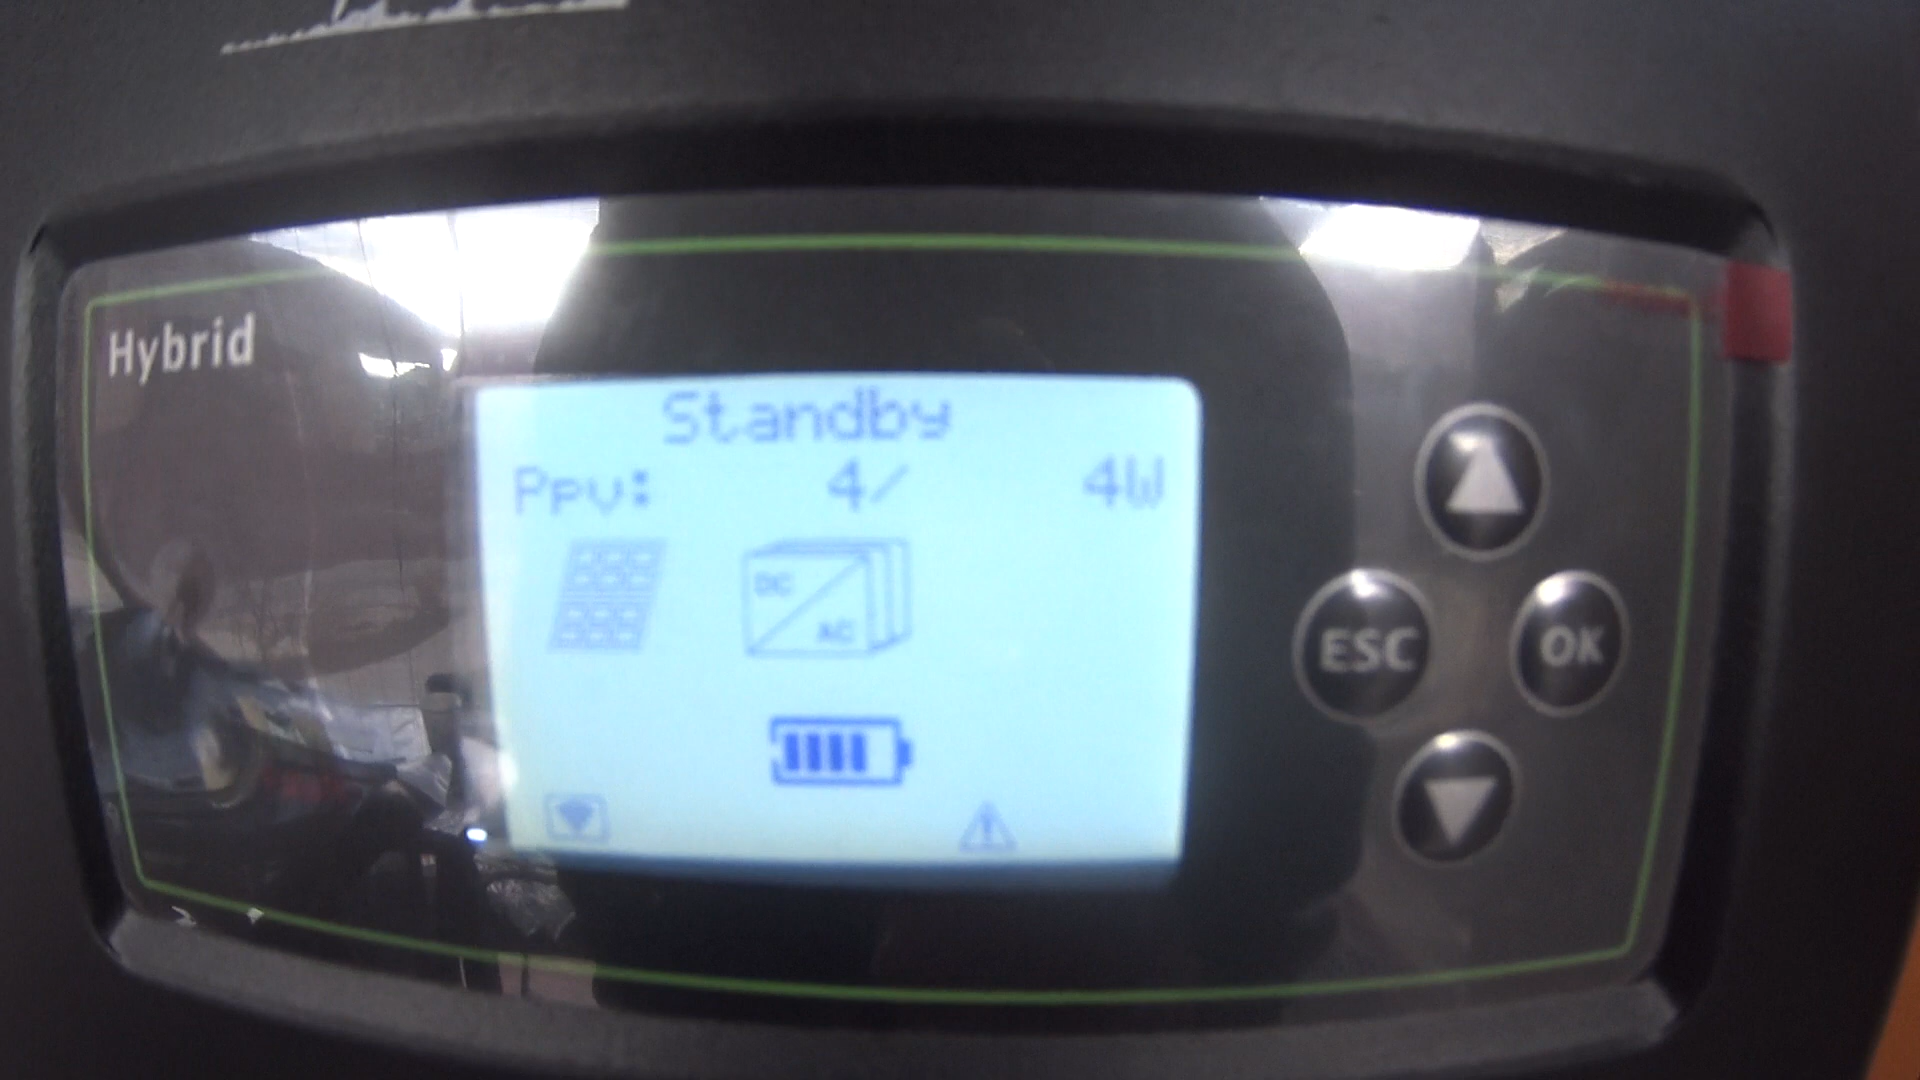 Hybrid
Standby
Ppv: 4/ 4W
DC
AC
ESC
OK